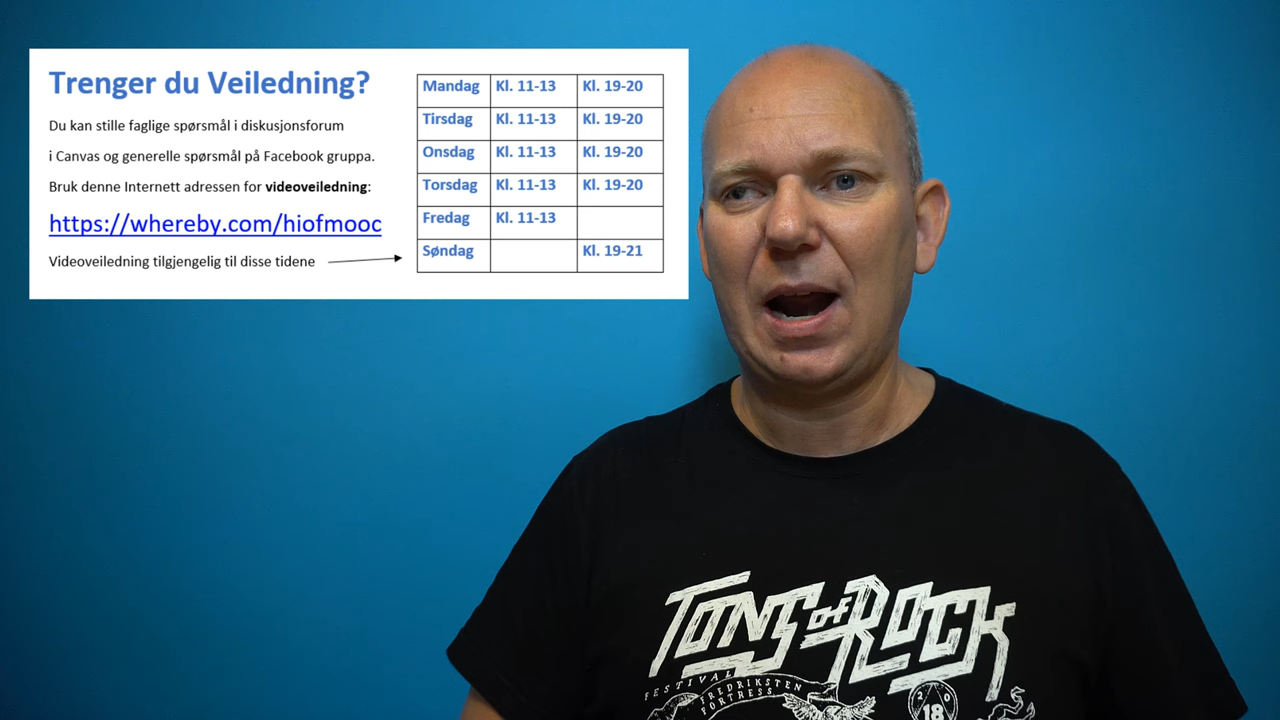 Trenger du Veiledning?
Du kan stille faglige spørsmål i diskusjonsforum
i Canvas og generelle spørsmål på Facebook gruppa.
Bruk denne Internett adressen for videoveiledning:
https://whereby.com/hiofmooc
Videoveiledning tilgjengelig til disse tidene
Mandag Kl. 11-13 Kl. 19-20
Tirsdag Kl. 11-13 Kl. 19-20
Onsdag Kl. 11-13 Kl. 19-20
Torsdag Kl. 11-13 Kl. 19-20
Fredag Kl. 11-13
Søndag Kl. 19-21
TONS OF ROCK
FESTIVAL
FREDRIKSTEN
FORTRESS
20
18